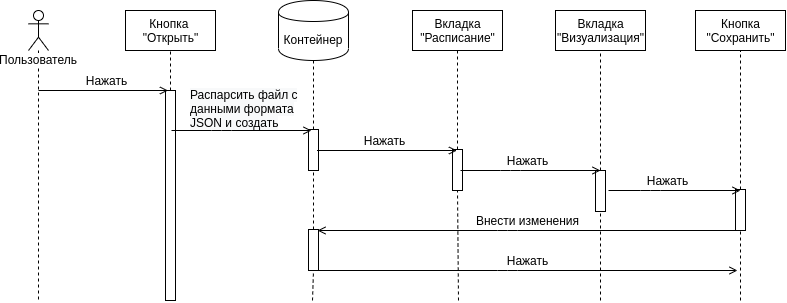 Пользователь
Кнопка
"Открыть"
Контейнер
Вкладка
"Расписание"
Вкладка
"Визуализация"
Кнопка
"Сохранить"
Нажать
Распарсить файл с
данными формата
JSON и создать
Нажать
Нажать
Нажать
Внести изменения
Нажать